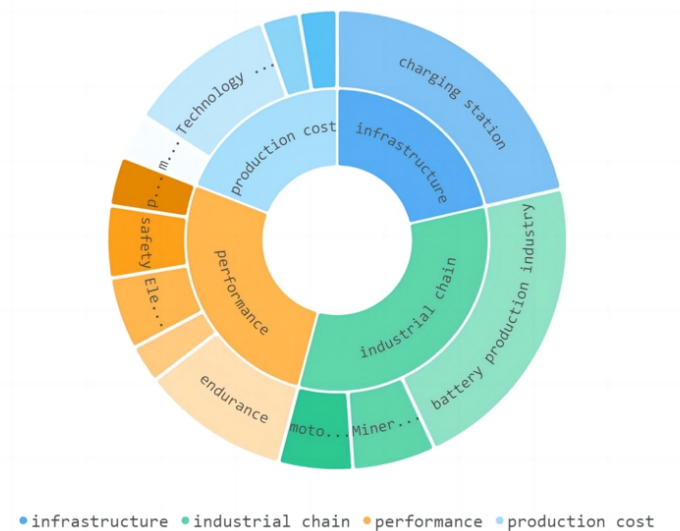 charging station
infrastructure
battery production industry
industrial chain
Miner...
moto...
endurance
performance
Ele...
safety
p...
m...
Technology ...
production cost
infrastructure
industrial chain
performance
production cost